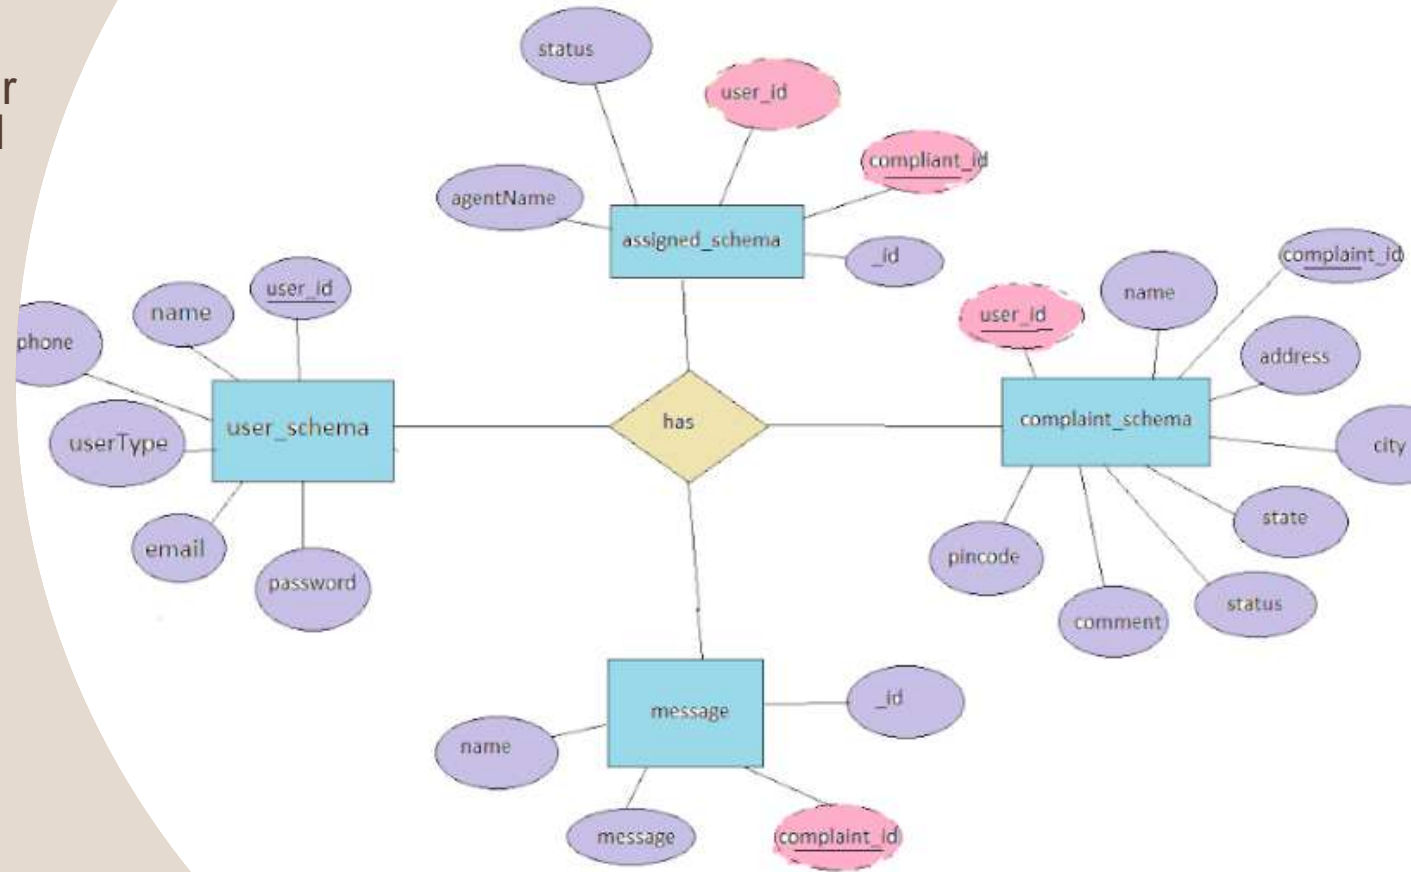 r
status
user_id
compliant_id
agentName
assigned_schema
_id
complaint_id
user_id
name
user_id
name
phone
address
user_schema
has
complaint_schema
userType
city
state
email
pincode
password
status
comment
message
_id
name
message
complaint_id